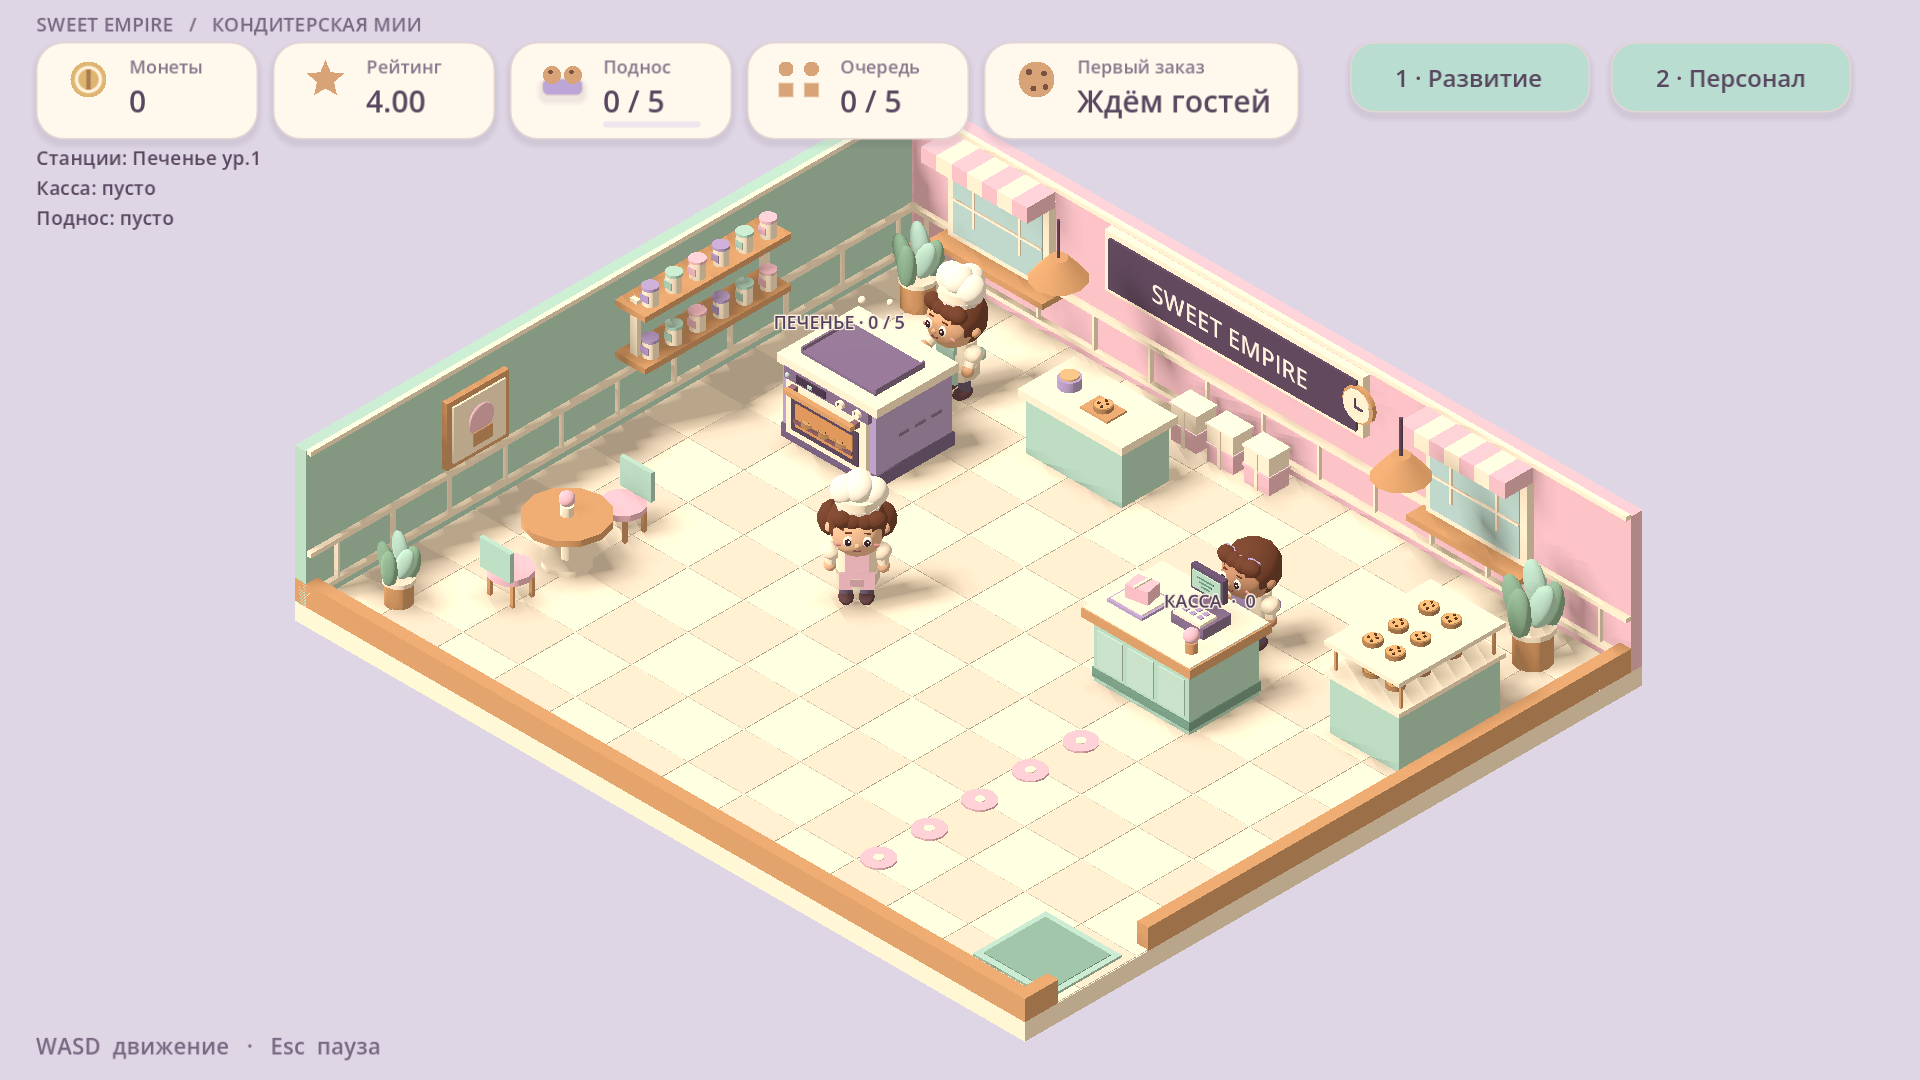 SWEET EMPIRE / КОНДИТЕРСКАЯ МИИ
Монеты
0
Рейтинг
4.00
Поднос
0 / 5
Очередь
0 / 5
Первый заказ
Ждём гостей
1 · Развитие
2 · Персонал
Станции: Печенье ур.1
Касса: пусто
Поднос: пусто
ПЕЧЕНЬЕ · 0 / 5
SWEET EMPIRE
КАССА · 0
WASD движение · Esc пауза